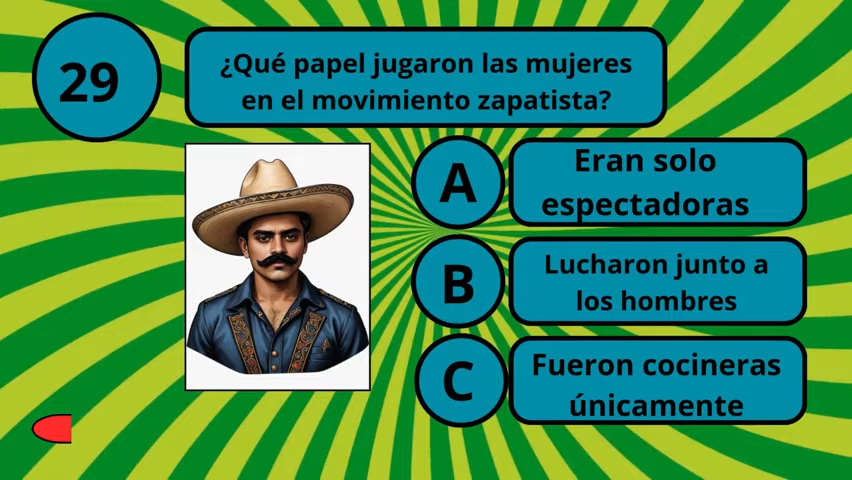 29
¿Qué papel jugaron las mujeres
en el movimiento zapatista?
A
Eran solo
espectadoras
B
Lucharon junto a
los hombres
C
Fueron cocineras
únicamente